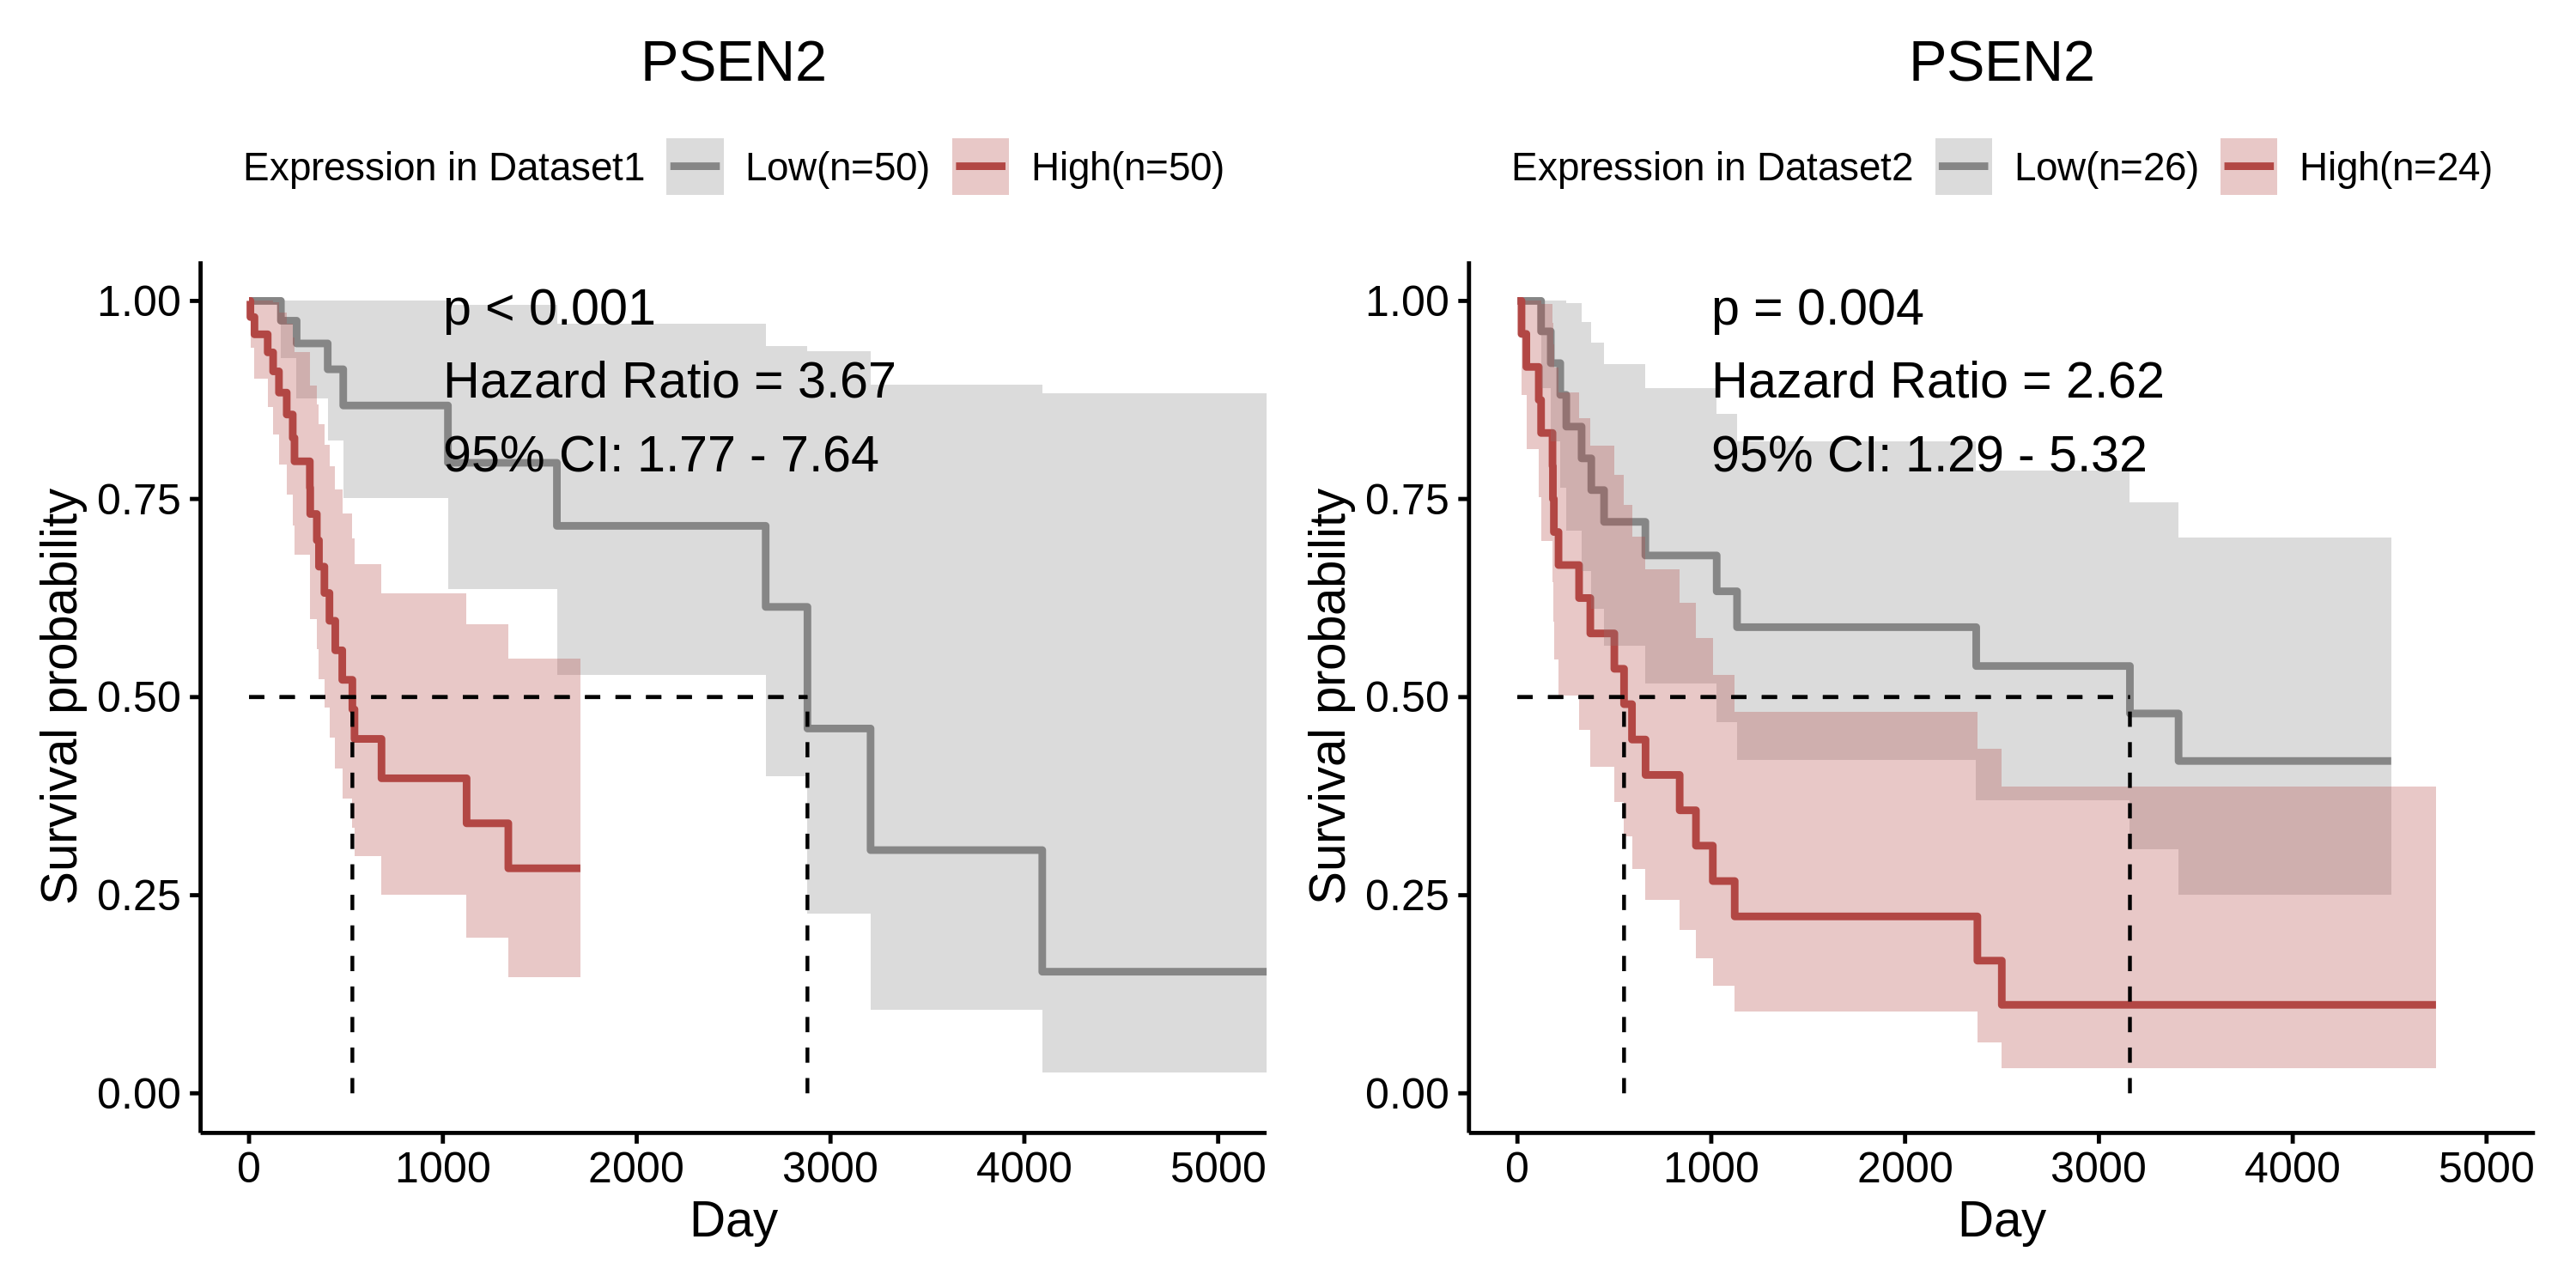 PSEN2
Expression in Dataset1 Low(n=50) High(n=50)
p < 0.001
Hazard Ratio = 3.67
95% CI: 1.77 - 7.64
Survival probability
1.00
0.75
0.50
0.25
0.00
0 1000 2000 3000 4000 5000
Day
PSEN2
Expression in Dataset2 Low(n=26) High(n=24)
p = 0.004
Hazard Ratio = 2.62
95% CI: 1.29 - 5.32
Survival probability
1.00
0.75
0.50
0.25
0.00
0 1000 2000 3000 4000 5000
Day